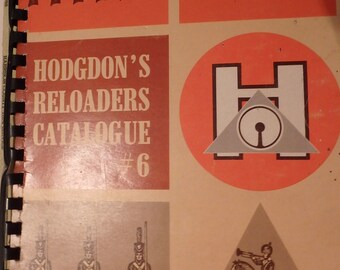 HODGDON'S
RELOADERS
CATALOGUE
#6
H